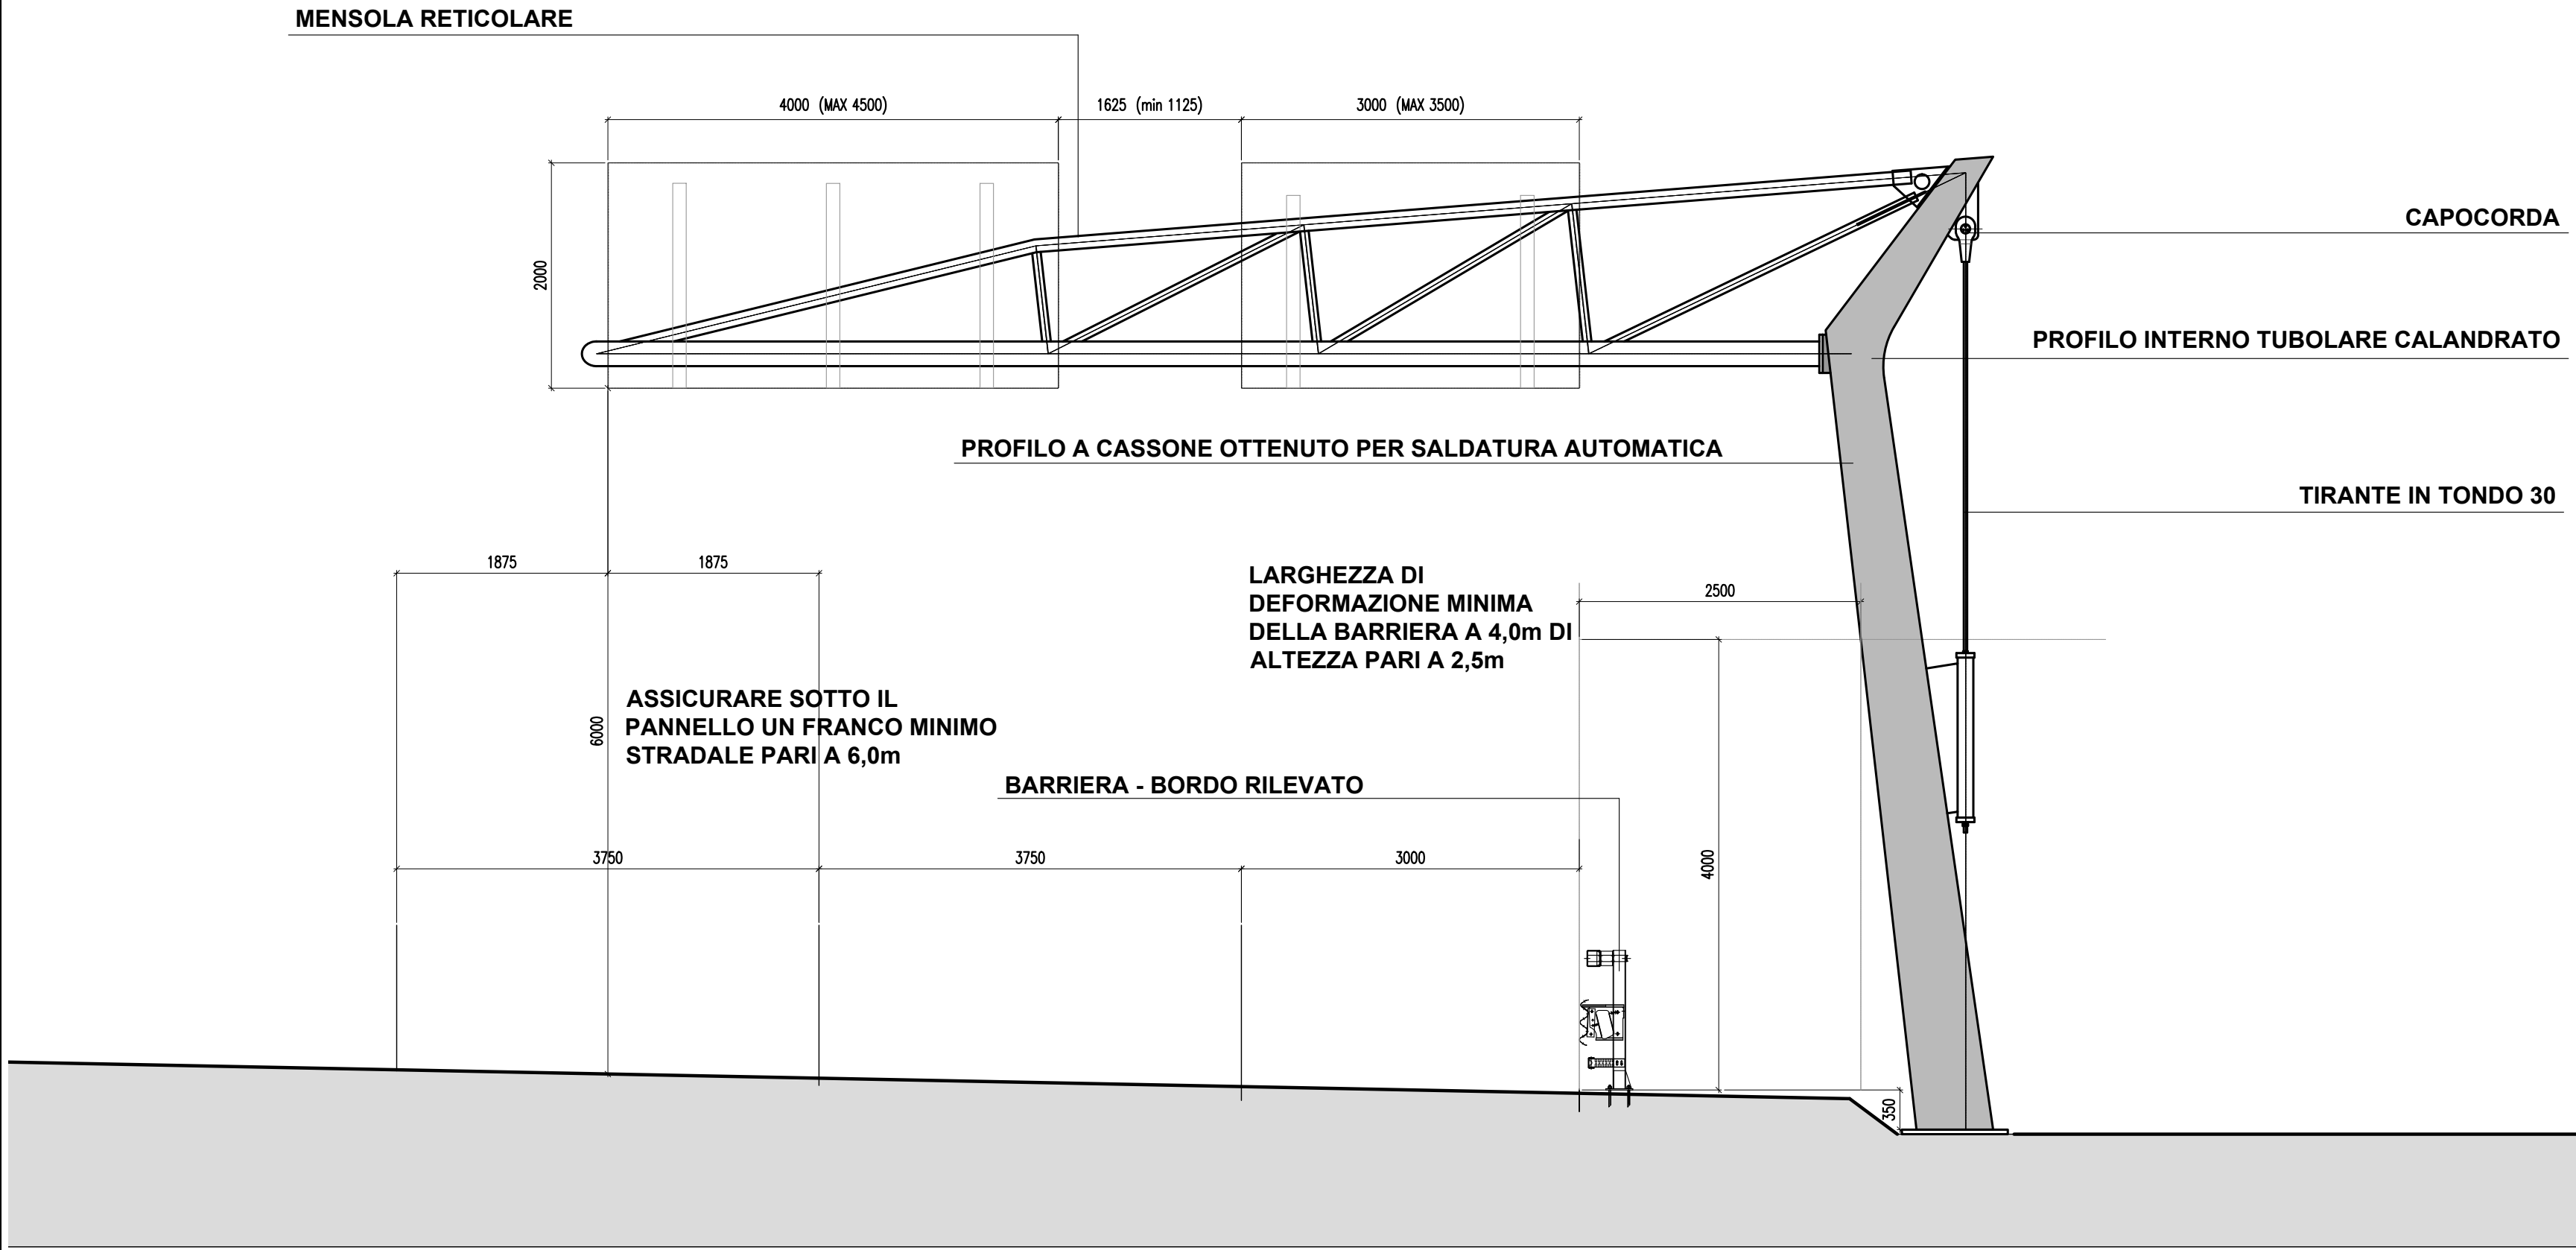 MENSOLA RETICOLARE
4000 (MAX 4500)
1625 (min 1125)
3000 (MAX 3500)
CAPOCORDA
2000
PROFILO INTERNO TUBOLARE CALANDRATO
PROFILO A CASSONE OTTENUTO PER SALDATURA AUTOMATICA
TIRANTE IN TONDO 30
1875
1875
LARGHEZZA DI
DEFORMAZIONE MINIMA
DELLA BARRIERA A 4,0m DI
ALTEZZA PARI A 2,5m
2500
ASSICURARE SOTTO IL
PANNELLO UN FRANCO MINIMO
STRADALE PARI A 6,0m
6000
BARRIERA - BORDO RILEVATO
3750
3750
3000
4000
350